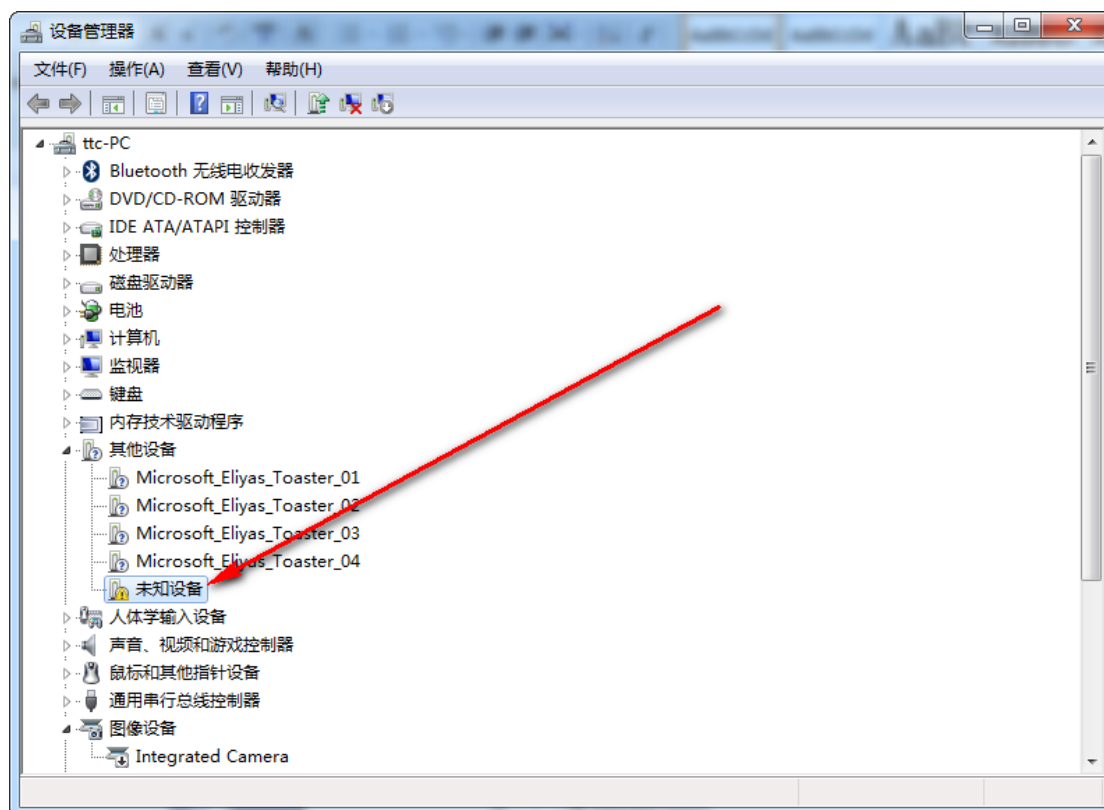 设备管理器
文件(F) 操作(A) 查看(V) 帮助(H)
ttc-PC
Bluetooth 无线电收发器
DVD/CD-ROM 驱动器
IDE ATA/ATAPI 控制器
处理器
磁盘驱动器
电池
计算机
监视器
键盘
内存技术驱动程序
其他设备
Microsoft_Eliyas_Toaster_01
Microsoft_Eliyas_Toaster_02
Microsoft_Eliyas_Toaster_03
Microsoft_Eliyas_Toaster_04
未知设备
人体学输入设备
声音、视频和游戏控制器
鼠标和其他指针设备
通用串行总线控制器
图像设备
Integrated Camera